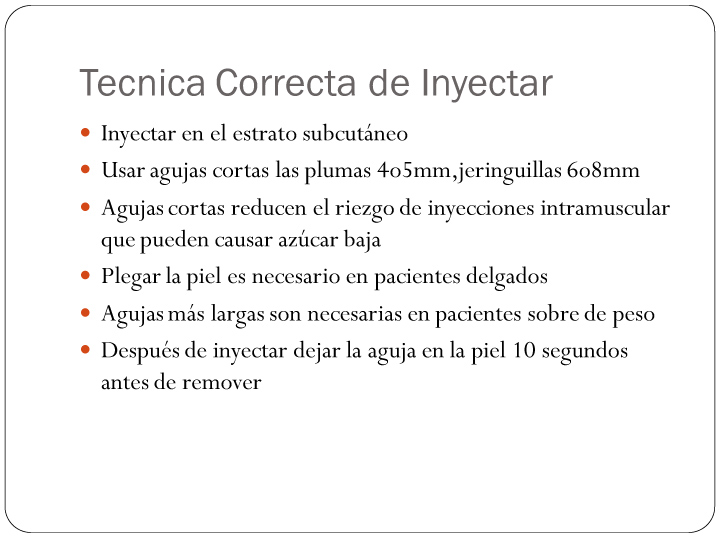 Tecnica Correcta de Inyectar
• Inyectar en el estrato subcutáneo
• Usar agujas cortas las plumas 4o5mm,jeringuillas 6o8mm
• Agujas cortas reducen el riezgo de inyecciones intramuscular
que pueden causar azúcar baja
• Plegar la piel es necesario en pacientes delgados
• Agujas más largas son necesarias en pacientes sobre de peso
• Después de inyectar dejar la aguja en la piel 10 segundos
antes de remover